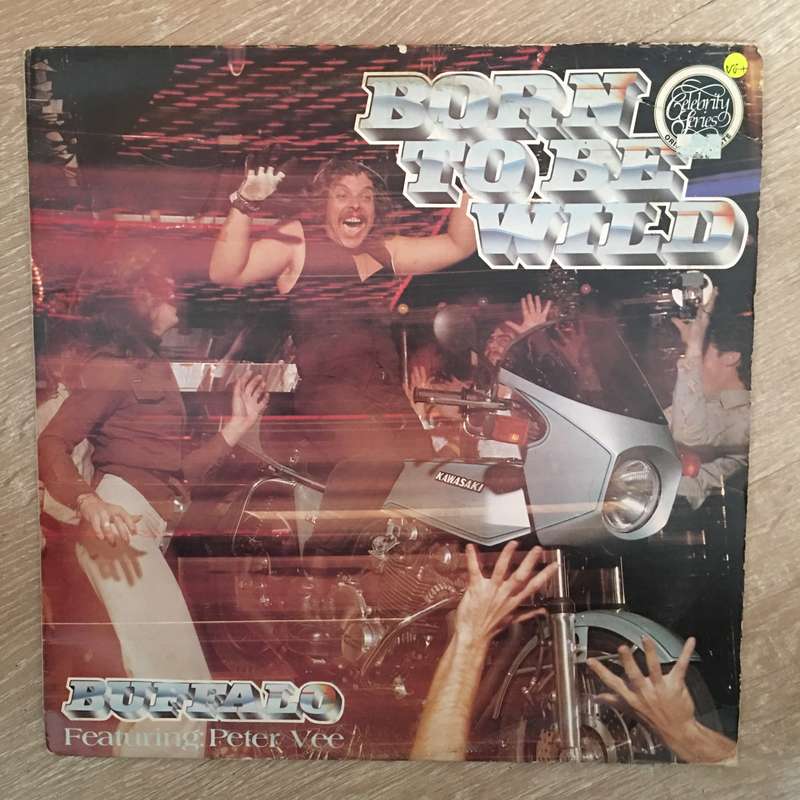 BORN
TO BE
WILD
Celebrity
Series
VG+
KAWASAKI
BUFFALO
Featuring: Peter Vee